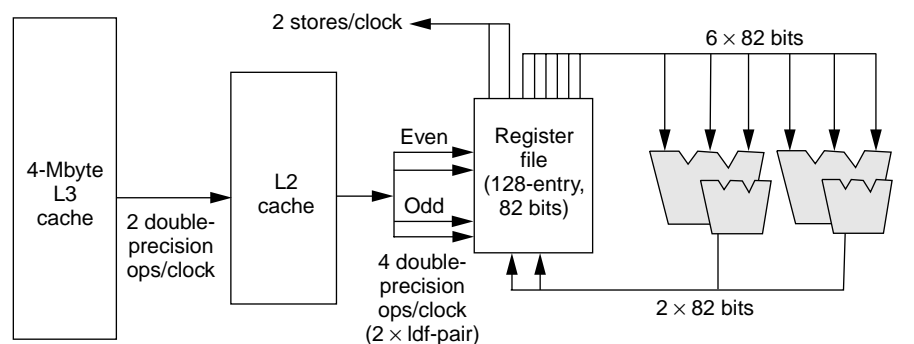 2 stores/clock
6 × 82 bits
4-Mbyte
L3
cache
2 double-
precision
ops/clock
L2
cache
Even
Odd
4 double-
precision
ops/clock
(2 × ldf-pair)
Register
file
(128-entry,
82 bits)
2 × 82 bits